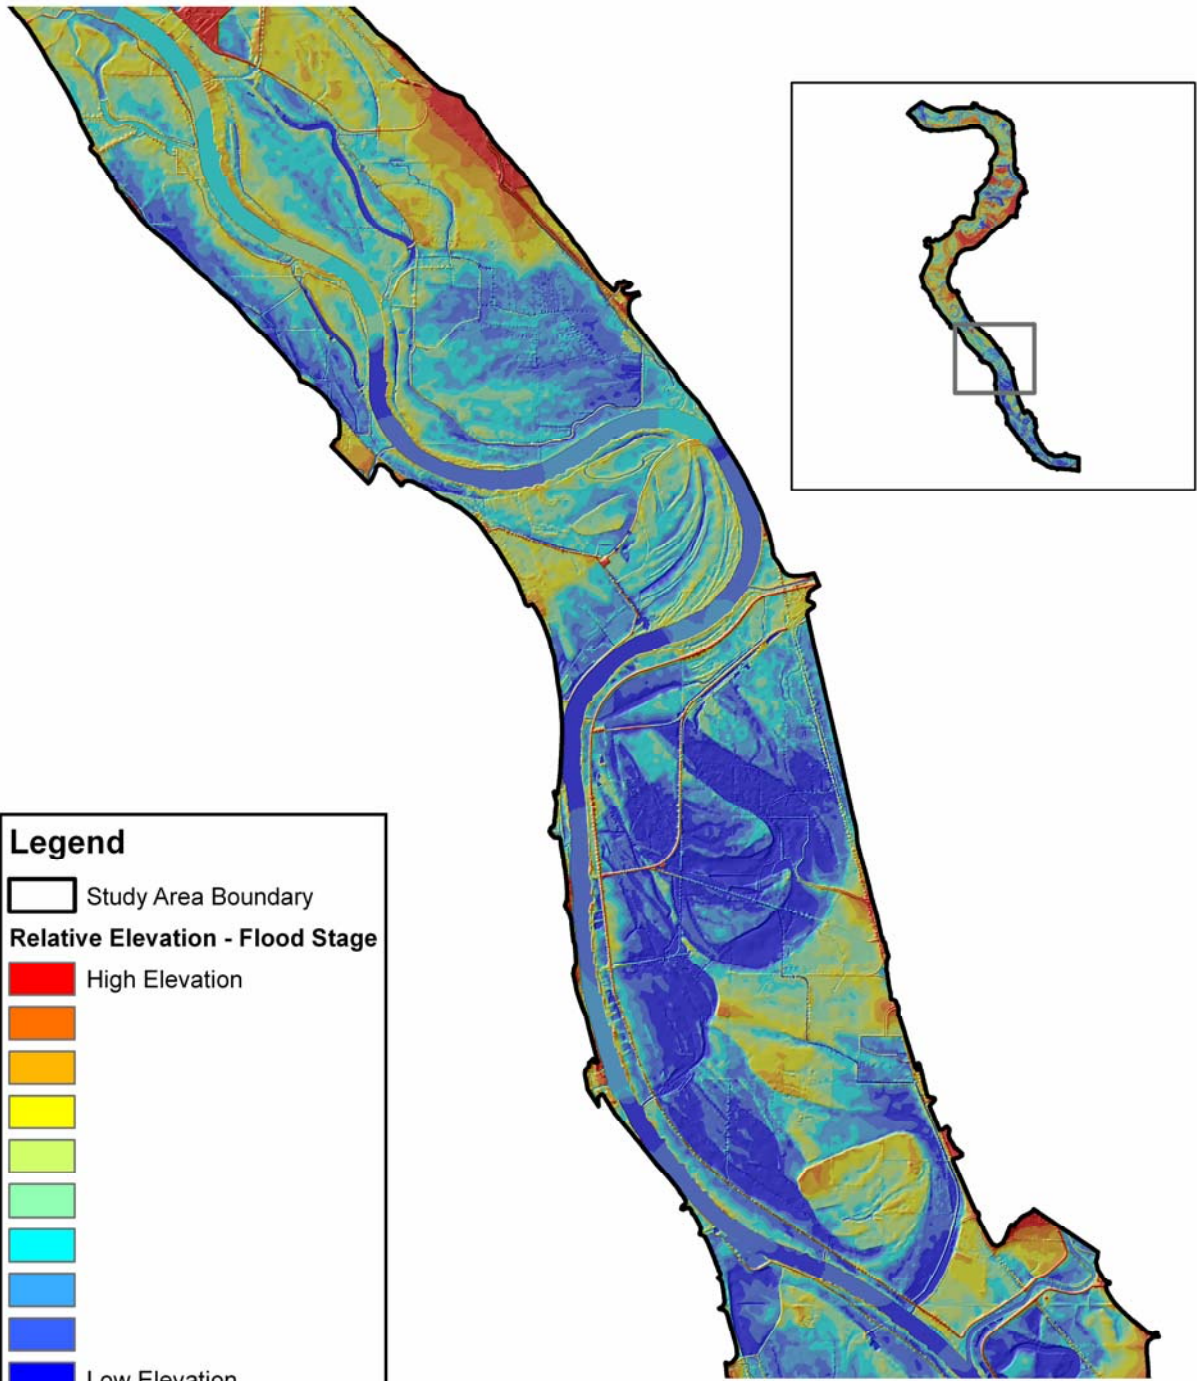 Legend
Study Area Boundary
Relative Elevation - Flood Stage
High Elevation
Low Elevation